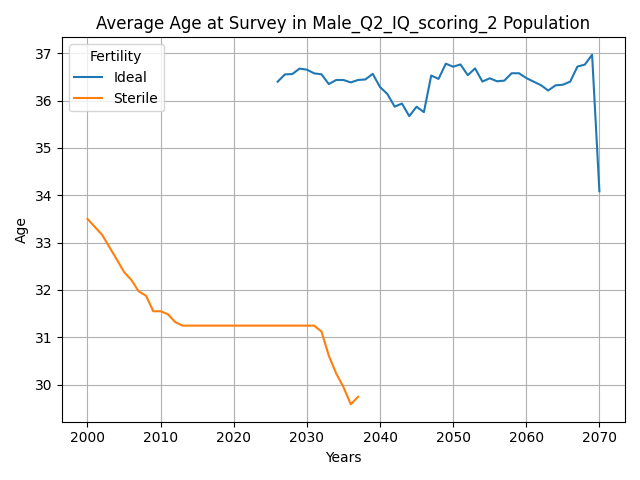 Average Age at Survey in Male_Q2_IQ_scoring_2 Population
Fertility
Ideal
Sterile
37
36
35
34
33
32
31
30
Age
2000 2010 2020 2030 2040 2050 2060 2070
Years